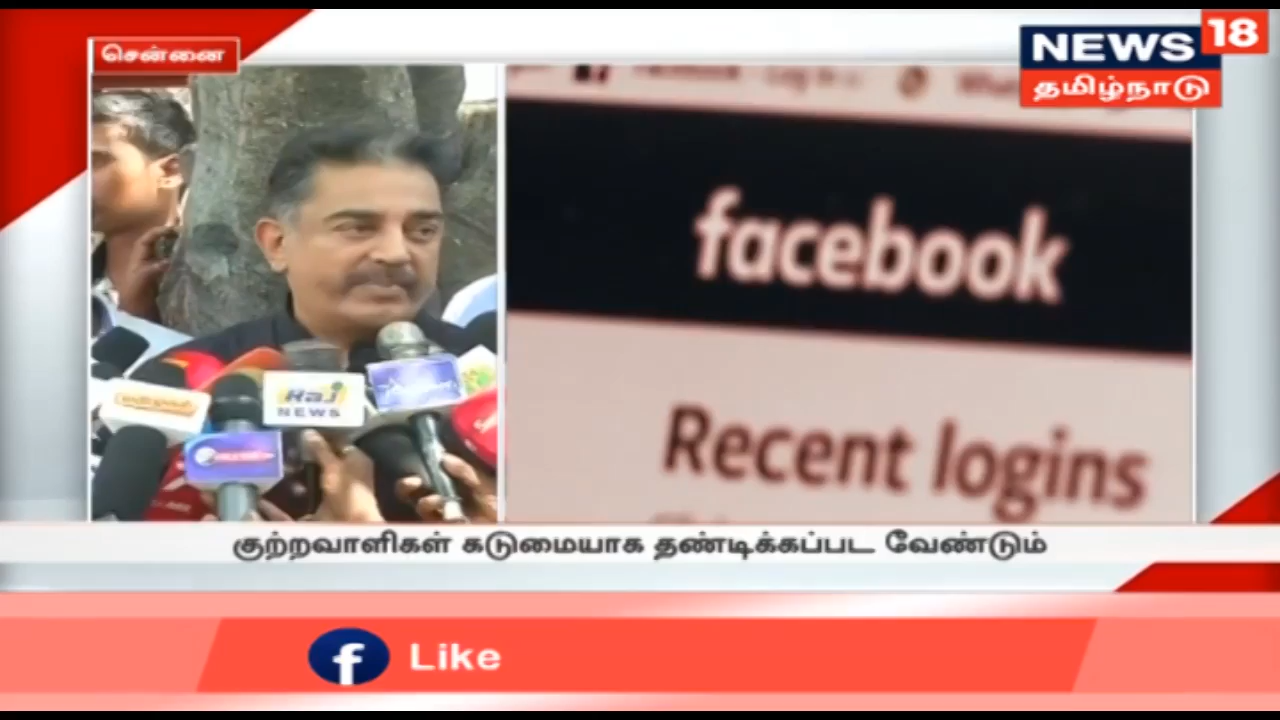 சென்னை
NEWS 18
தமிழ்நாடு
facebook
Recent logins
Raj
NEWS
குற்றவாளிகள் கடுமையாக தண்டிக்கப்பட வேண்டும்
f Like